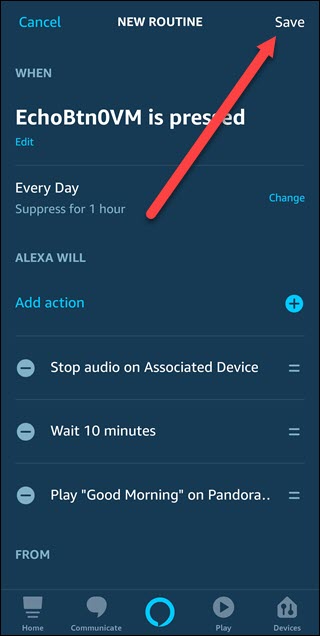 Cancel NEW ROUTINE Save
WHEN
EchoBtn0VM is pressed
Edit
Every Day
Suppress for 1 hour
Change
ALEXA WILL
Add action
Stop audio on Associated Device
Wait 10 minutes
Play "Good Morning" on Pandora..
FROM
Home Communicate Play Devices